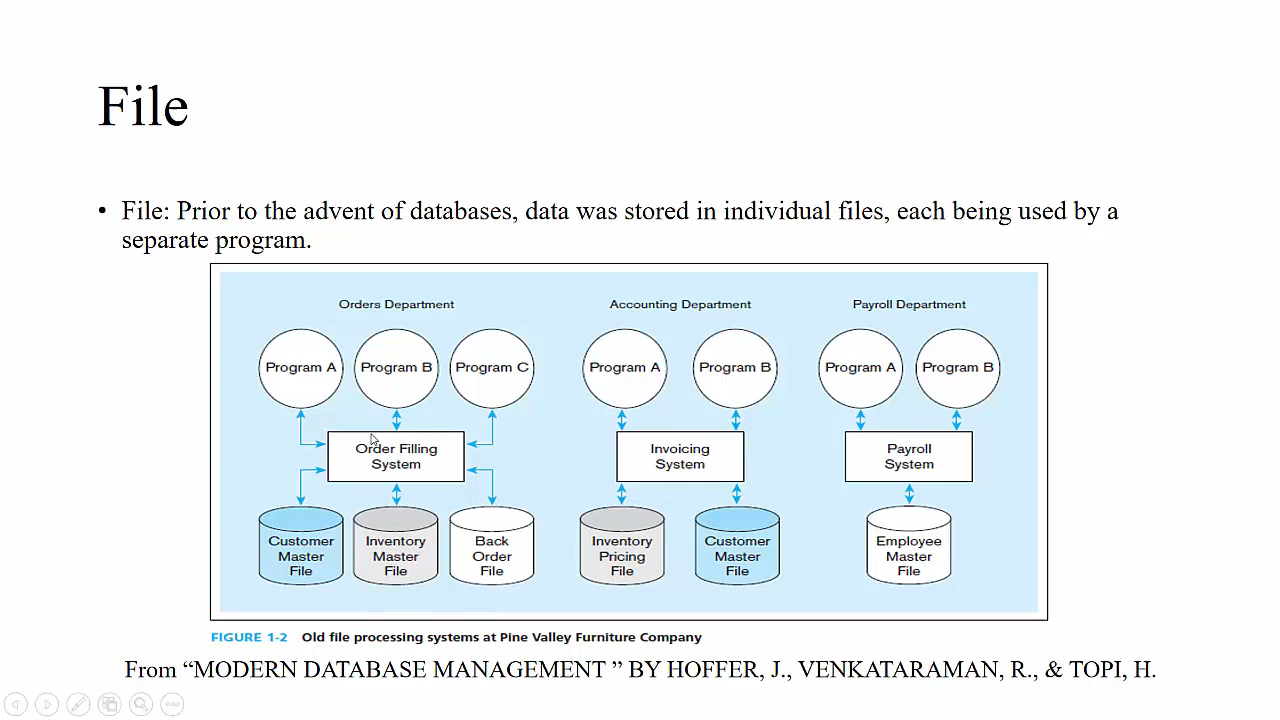 File
• File: Prior to the advent of databases, data was stored in individual files, each being used by a
separate program.
Orders Department
Accounting Department
Payroll Department
Program A
Program B
Program C
Program A
Program B
Program A
Program B
Order Filling
System
Invoicing
System
Payroll
System
Customer
Master
File
Inventory
Master
File
Back
Order
File
Inventory
Pricing
File
Customer
Master
File
Employee
Master
File
FIGURE 1-2 Old file processing systems at Pine Valley Furniture Company
From “MODERN DATABASE MANAGEMENT ” BY HOFFER, J., VENKATARAMAN, R., & TOPI, H.